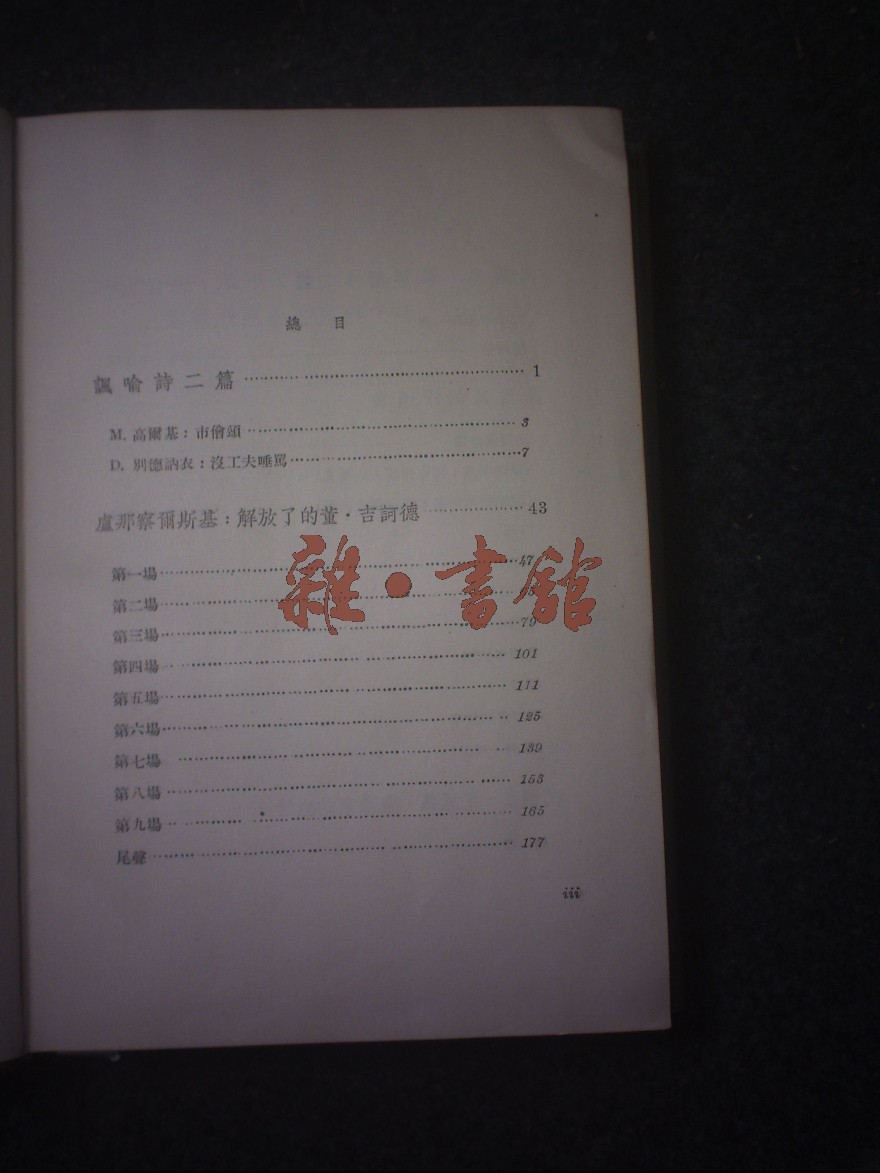 總 目
諷喻詩二篇……1
M. 高爾基：市儈頌……3
D. 別德訥衣：沒工夫唾罵……7
盧那察爾斯基：解放了的董·吉訶德……43
第一場……47
第二場……
第三場……79
第四場……101
第五場……111
第六場……125
第七場……139
第八場……153
第九場……165
尾聲……177
iii
雜·書館